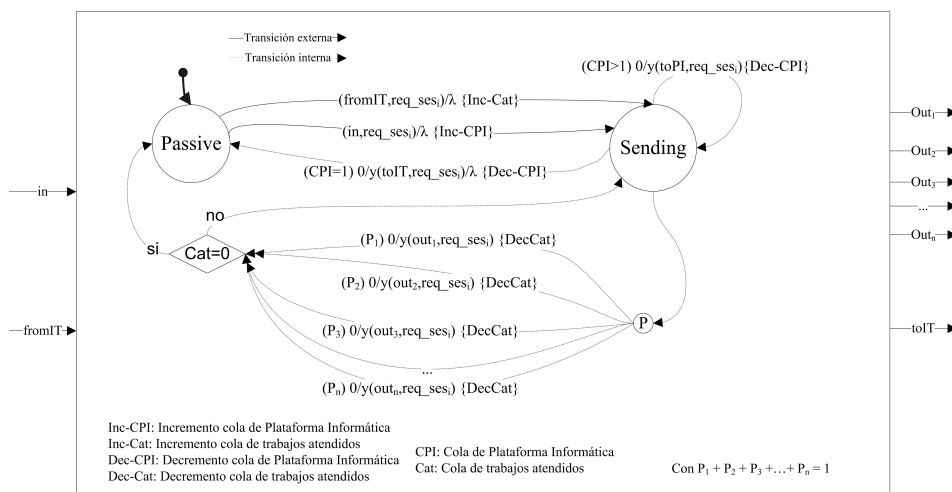 Transición externa
Transición interna
(CPI>1) 0/y(toPI,req_sesᵢ){Dec-CPI}
(fromIT,req_sesᵢ)/λ {Inc-Cat}
Passive
(in,req_sesᵢ)/λ {Inc-CPI}
Sending
(CPI=1) 0/y(toIT,req_sesᵢ)/λ {Dec-CPI}
Out₁
Out₂
Out₃
...
Outₙ
in
no
si
Cat=0
(P₁) 0/y(out₁,req_sesᵢ) {DecCat}
(P₂) 0/y(out₂,req_sesᵢ) {DecCat}
(P₃) 0/y(out₃,req_sesᵢ) {DecCat}
...
(Pₙ) 0/y(outₙ,req_sesᵢ) {DecCat}
P
fromIT
toIT
Inc-CPI: Incremento cola de Plataforma Informática
Inc-Cat: Incremento cola de trabajos atendidos
Dec-CPI: Decremento cola de Plataforma Informática
Dec-Cat: Decremento cola de trabajos atendidos
CPI: Cola de Plataforma Informática
Cat: Cola de trabajos atendidos
Con P₁ + P₂ + P₃ +…+ Pₙ = 1